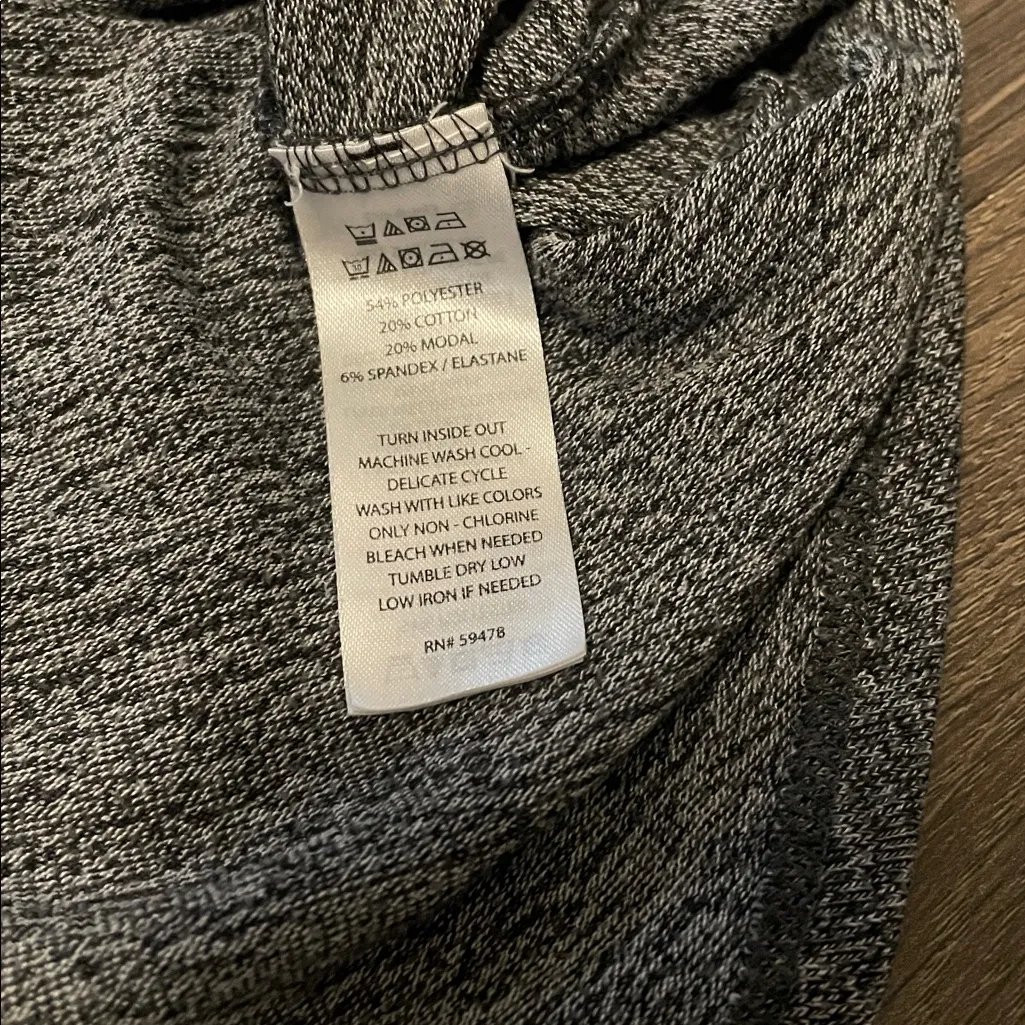 54% POLYESTER
20% COTTON
20% MODAL
6% SPANDEX / ELASTANE
TURN INSIDE OUT
MACHINE WASH COOL -
DELICATE CYCLE
WASH WITH LIKE COLORS
ONLY NON - CHLORINE
BLEACH WHEN NEEDED
TUMBLE DRY LOW
LOW IRON IF NEEDED
RN# 59478